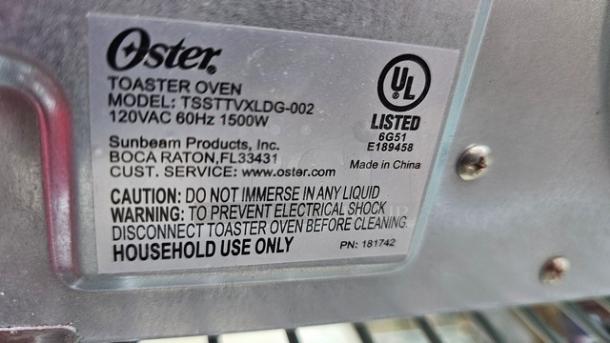 Oster
TOASTER OVEN
MODEL: TSSTTVXLDG-002
120VAC 60Hz 1500W
Sunbeam Products, Inc.
BOCA RATON,FL33431
CUST. SERVICE: www.oster.com
UL
LISTED
6G51
E189458
Made in China
CAUTION: DO NOT IMMERSE IN ANY LIQUID
WARNING: TO PREVENT ELECTRICAL SHOCK
DISCONNECT TOASTER OVEN BEFORE CLEANING.
HOUSEHOLD USE ONLY
PN: 181742